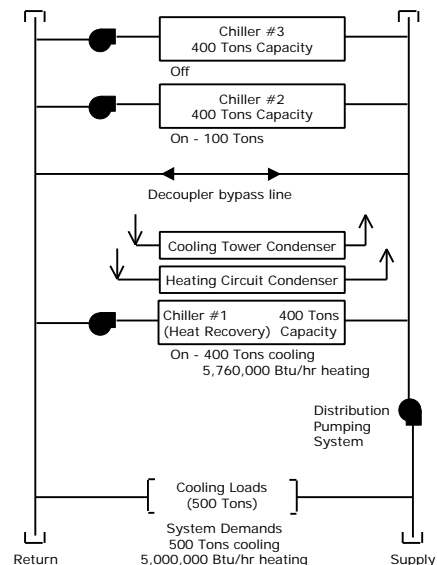 Chiller #3
400 Tons Capacity
Off
Chiller #2
400 Tons Capacity
On - 100 Tons
Decoupler bypass line
Cooling Tower Condenser
Heating Circuit Condenser
Chiller #1 400 Tons
(Heat Recovery) Capacity
On - 400 Tons cooling
5,760,000 Btu/hr heating
Distribution
Pumping
System
Cooling Loads
(500 Tons)
System Demands
500 Tons cooling
Return 5,000,000 Btu/hr heating Supply